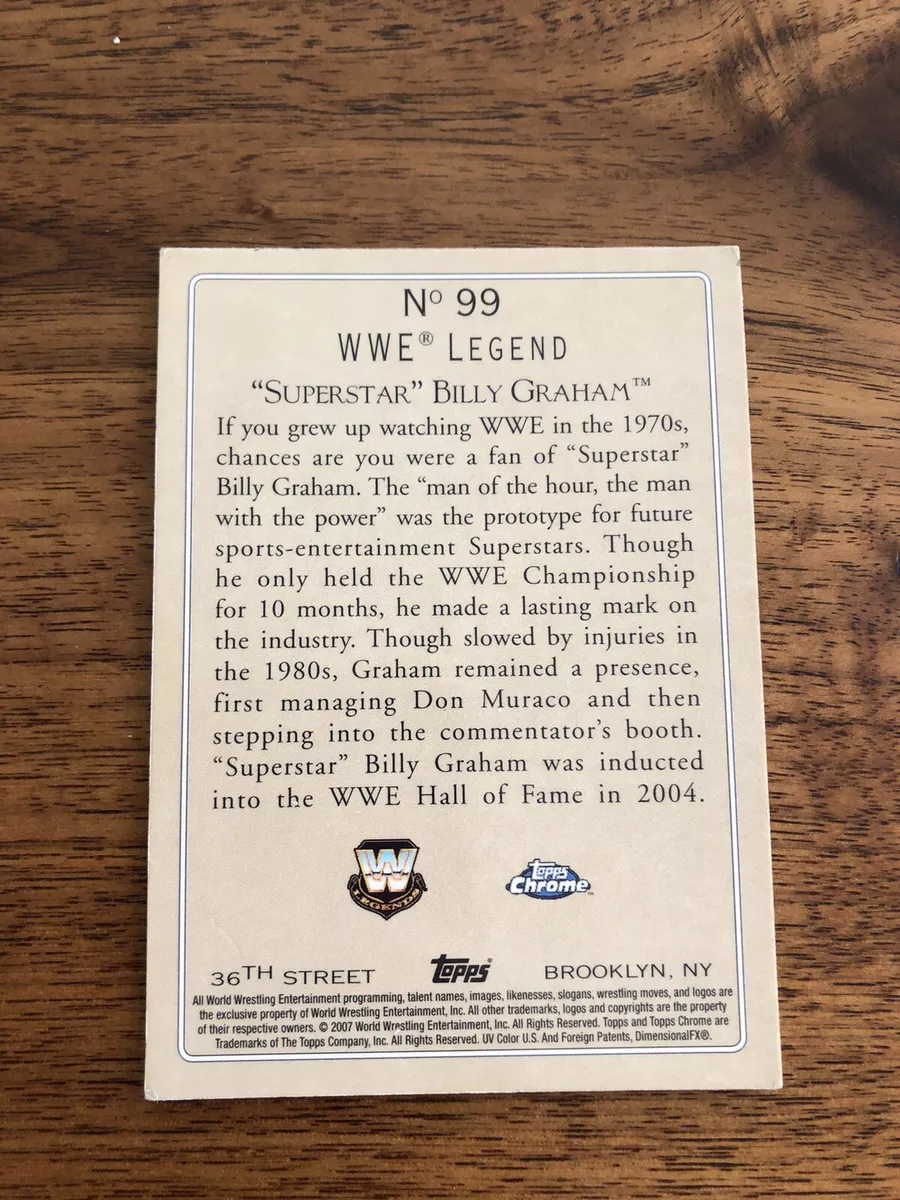 Nº 99
WWE® LEGEND
“SUPERSTAR” BILLY GRAHAM™
If you grew up watching WWE in the 1970s,
chances are you were a fan of “Superstar”
Billy Graham. The “man of the hour, the man
with the power” was the prototype for future
sports-entertainment Superstars. Though
he only held the WWE Championship
for 10 months, he made a lasting mark on
the industry. Though slowed by injuries in
the 1980s, Graham remained a presence,
first managing Don Muraco and then
stepping into the commentator’s booth.
“Superstar” Billy Graham was inducted
into the WWE Hall of Fame in 2004.
W LEGENDS
Topps Chrome™
36TH STREET Topps® BROOKLYN, NY
All World Wrestling Entertainment programming, talent names, images, likenesses, slogans, wrestling moves, and logos are
the exclusive property of World Wrestling Entertainment, Inc. All other trademarks, logos and copyrights are the property
of their respective owners. © 2007 World Wrestling Entertainment, Inc. All Rights Reserved. Topps and Topps Chrome are
Trademarks of The Topps Company, Inc. All Rights Reserved. UV Color U.S. And Foreign Patents, DimensionalFX®.